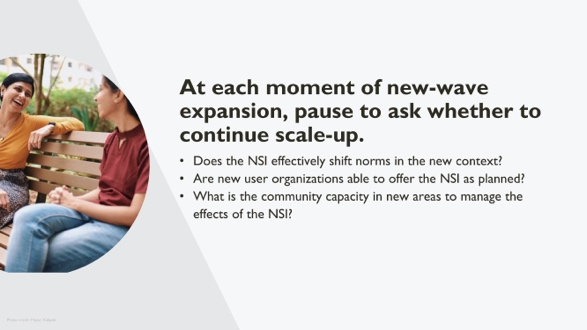 At each moment of new-wave
expansion, pause to ask whether to
continue scale-up.
• Does the NSI effectively shift norms in the new context?
• Are new user organizations able to offer the NSI as planned?
• What is the community capacity in new areas to manage the
effects of the NSI?